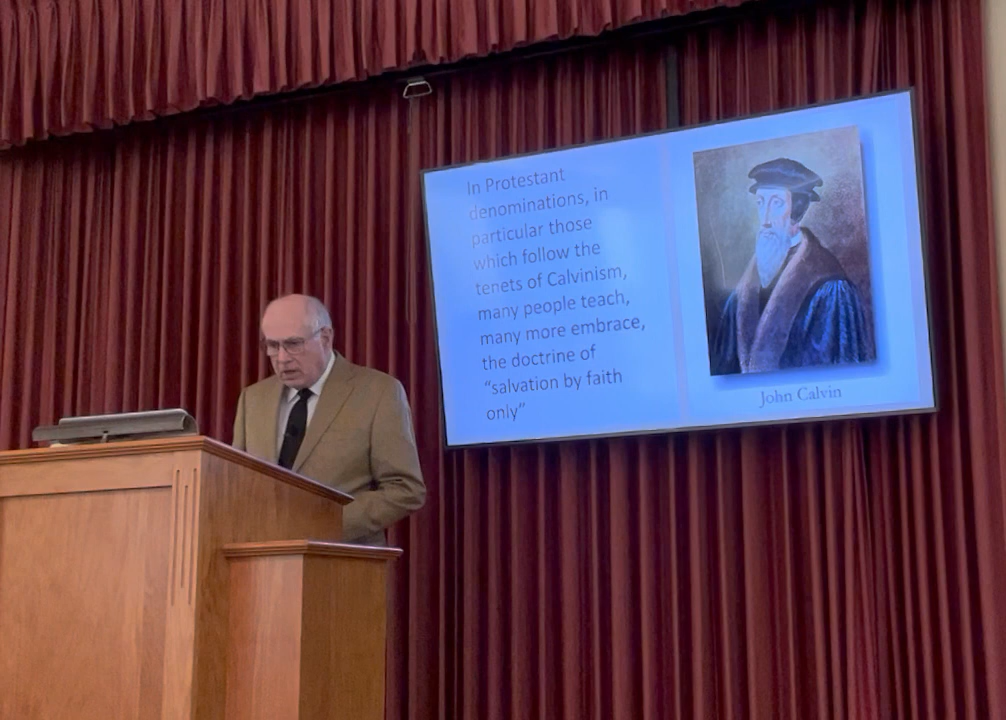 In Protestant
denominations, in
particular those
which follow the
tenets of Calvinism,
many people teach,
many more embrace,
the doctrine of
“salvation by faith
only”
John Calvin